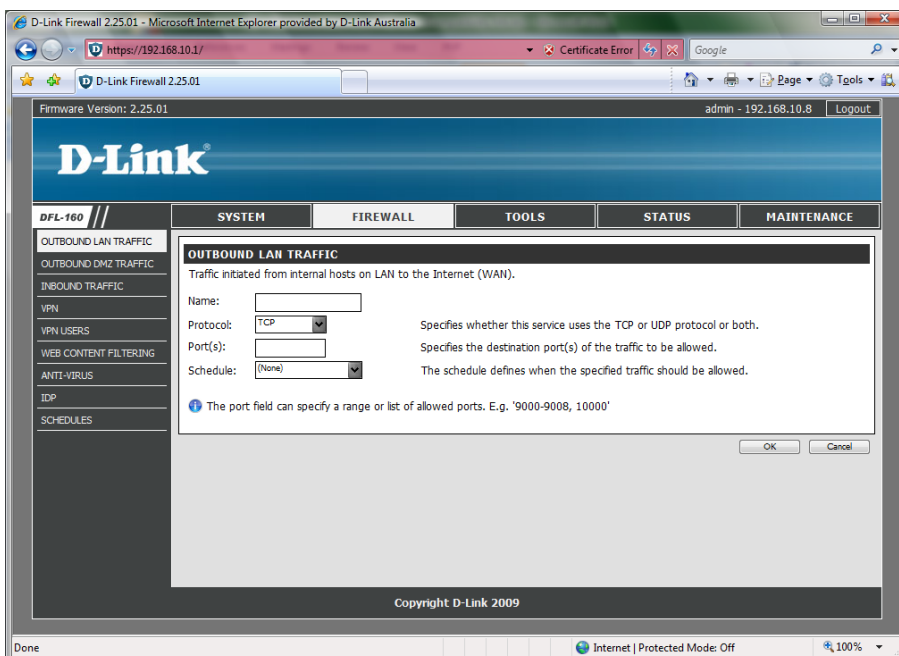 D-Link Firewall 2.25.01 - Microsoft Internet Explorer provided by D-Link Australia
https://192.168.10.1/
Certificate Error
Google
D-Link Firewall 2.25.01
Page
Tools
Firmware Version: 2.25.01
admin - 192.168.10.8
Logout
D-Link®
DFL-160
SYSTEM
FIREWALL
TOOLS
STATUS
MAINTENANCE
OUTBOUND LAN TRAFFIC
OUTBOUND DMZ TRAFFIC
INBOUND TRAFFIC
VPN
VPN USERS
WEB CONTENT FILTERING
ANTI-VIRUS
IDP
SCHEDULES
OUTBOUND LAN TRAFFIC
Traffic initiated from internal hosts on LAN to the Internet (WAN).
Name:
Protocol: TCP Specifies whether this service uses the TCP or UDP protocol or both.
Port(s): Specifies the destination port(s) of the traffic to be allowed.
Schedule: (None) The schedule defines when the specified traffic should be allowed.
The port field can specify a range or list of allowed ports. E.g. '9000-9008, 10000'
OK
Cancel
Copyright D-Link 2009
Done
Internet | Protected Mode: Off
100%